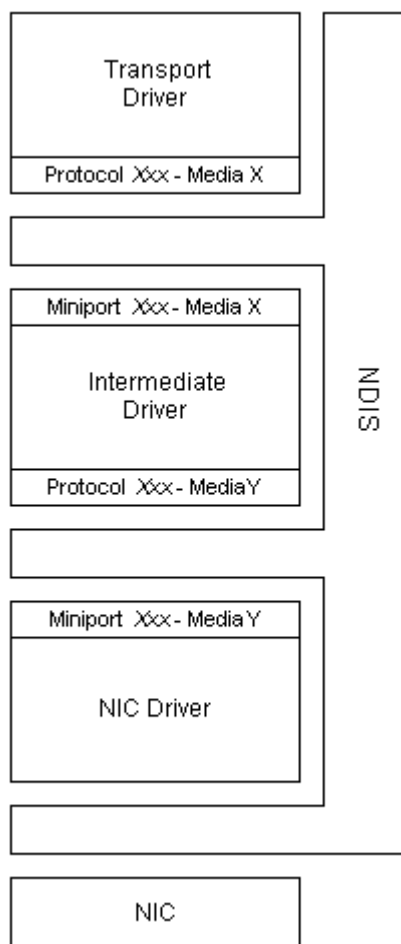 Transport
Driver
Protocol Xxx - Media X
Miniport Xxx - Media X
Intermediate
Driver
Protocol Xxx - Media Y
NDIS
Miniport Xxx - Media Y
NIC Driver
NIC